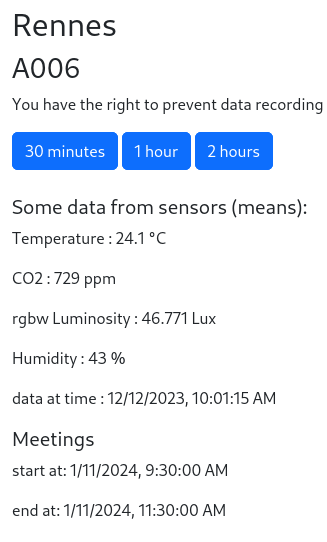 Rennes
A006
You have the right to prevent data recording
30 minutes 1 hour 2 hours
Some data from sensors (means):
Temperature : 24.1 °C
CO2 : 729 ppm
rgbw Luminosity : 46.771 Lux
Humidity : 43 %
data at time : 12/12/2023, 10:01:15 AM
Meetings
start at: 1/11/2024, 9:30:00 AM
end at: 1/11/2024, 11:30:00 AM